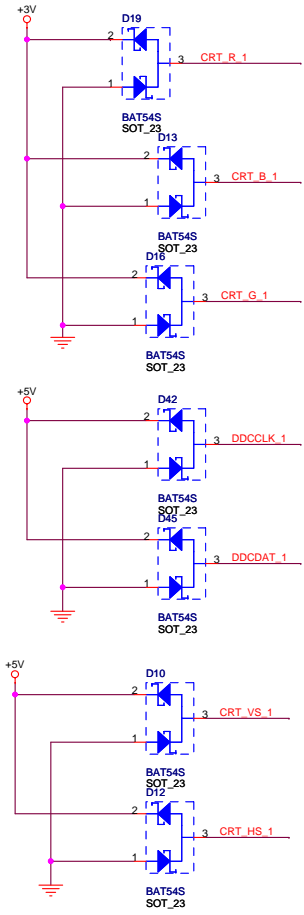 +3V
D19
2
3 CRT_R_1
1
BAT54S
SOT_23
D13
2
3 CRT_B_1
1
BAT54S
SOT_23
D16
2
3 CRT_G_1
1
BAT54S
SOT_23
+5V
D42
2
3 DDCCLK_1
1
BAT54S
SOT_23
D45
2
3 DDCDAT_1
1
BAT54S
SOT_23
+5V
D10
2
3 CRT_VS_1
1
BAT54S
SOT_23
D12
2
3 CRT_HS_1
1
BAT54S
SOT_23